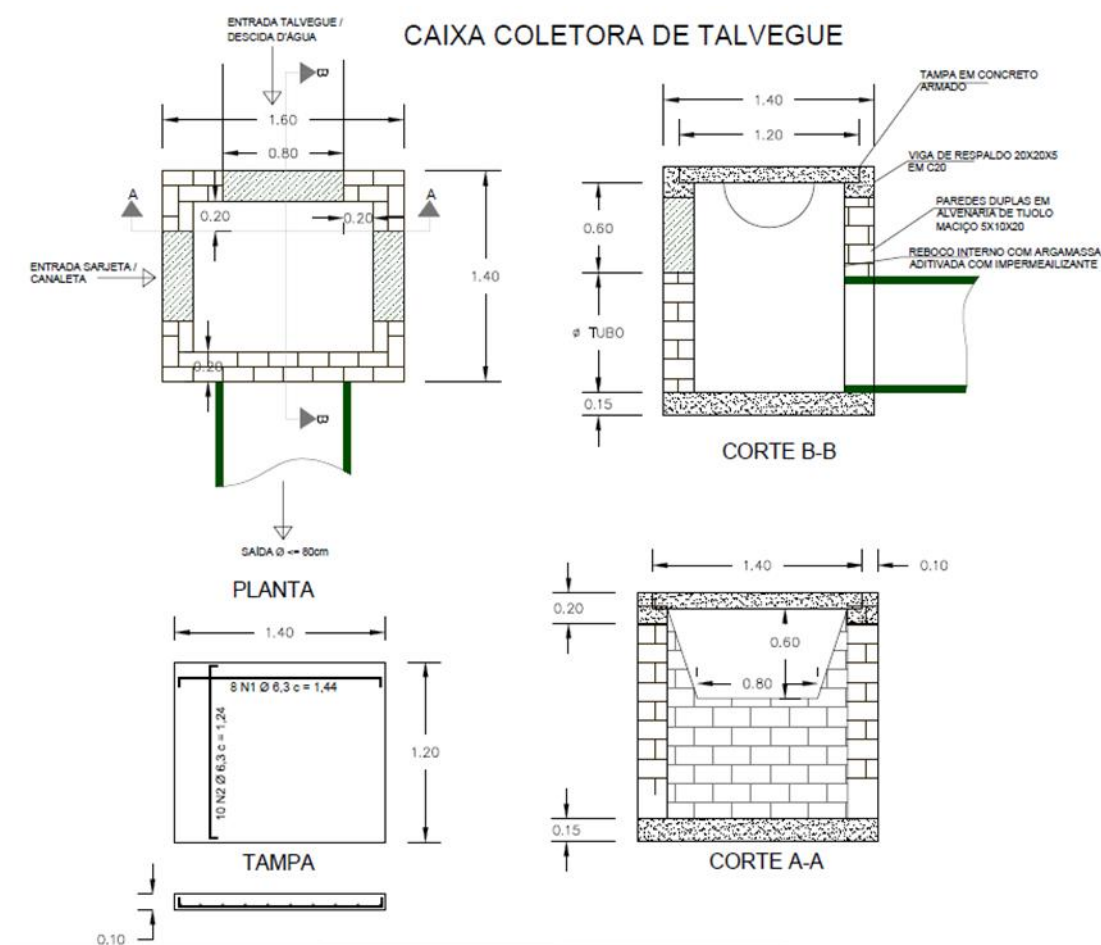 CAIXA COLETORA DE TALVEGUE
ENTRADA TALVEGUE /
DESCIDA D'ÁGUA
B
1.60
0.80
A
A
0.20
0.20
ENTRADA SARJETA /
CANALETA
1.40
0.20
B
SAÍDA Ø <= 80cm
PLANTA
1.40
1.20
TAMPA EM CONCRETO
ARMADO
VIGA DE RESPALDO 20X20X5
EM C20
PAREDES DUPLAS EM
ALVENARIA DE TIJOLO
MACIÇO 5X10X20
REBOCO INTERNO COM ARGAMASSA
ADITIVADA COM IMPERMEAILIZANTE
0.60
ø TUBO
0.15
CORTE B-B
1.40
8 N1 Ø 6,3 c = 1,44
10 N2 Ø 6,3 c = 1,24
1.20
TAMPA
0.10
1.40
0.10
0.20
0.60
0.80
0.15
CORTE A-A